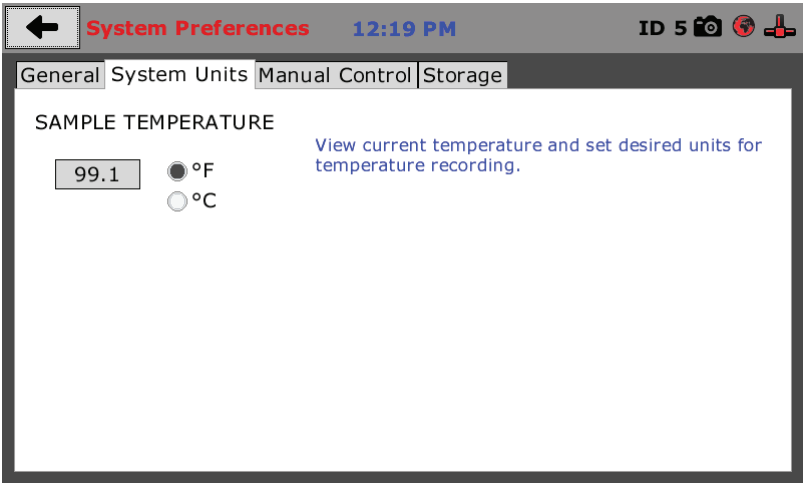 System Preferences 12:19 PM ID 5
General System Units Manual Control Storage
SAMPLE TEMPERATURE
View current temperature and set desired units for
temperature recording.
99.1 °F
°C